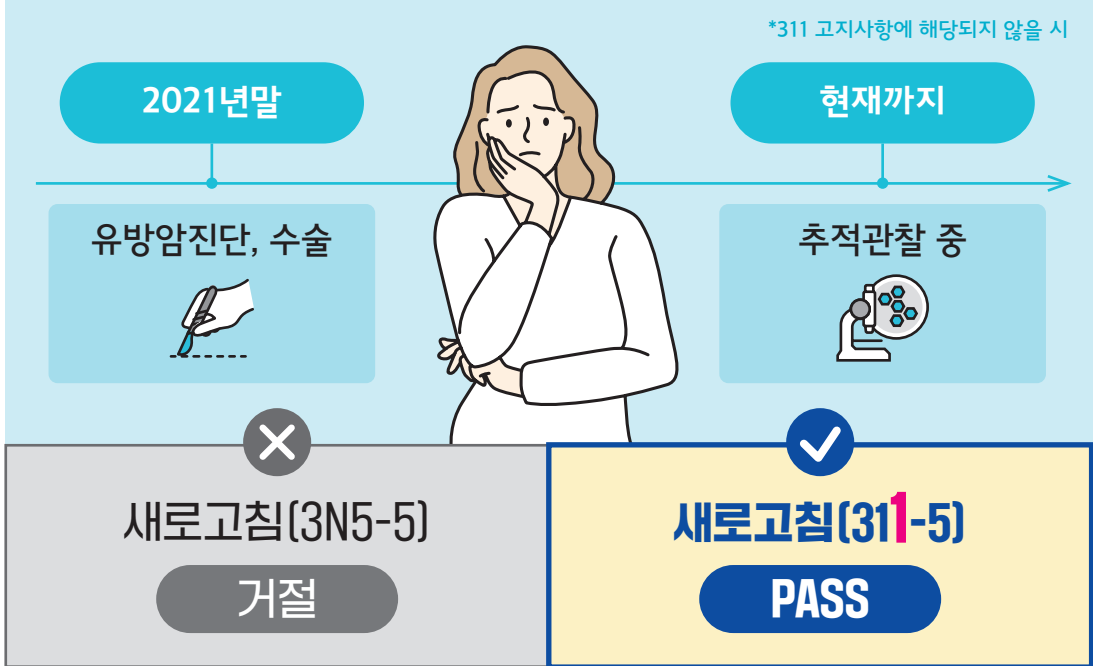 *311 고지사항에 해당되지 않을 시
2021년말
현재까지
유방암진단, 수술
추적관찰 중
새로고침(3N5-5)
거절
새로고침(311-5)
PASS